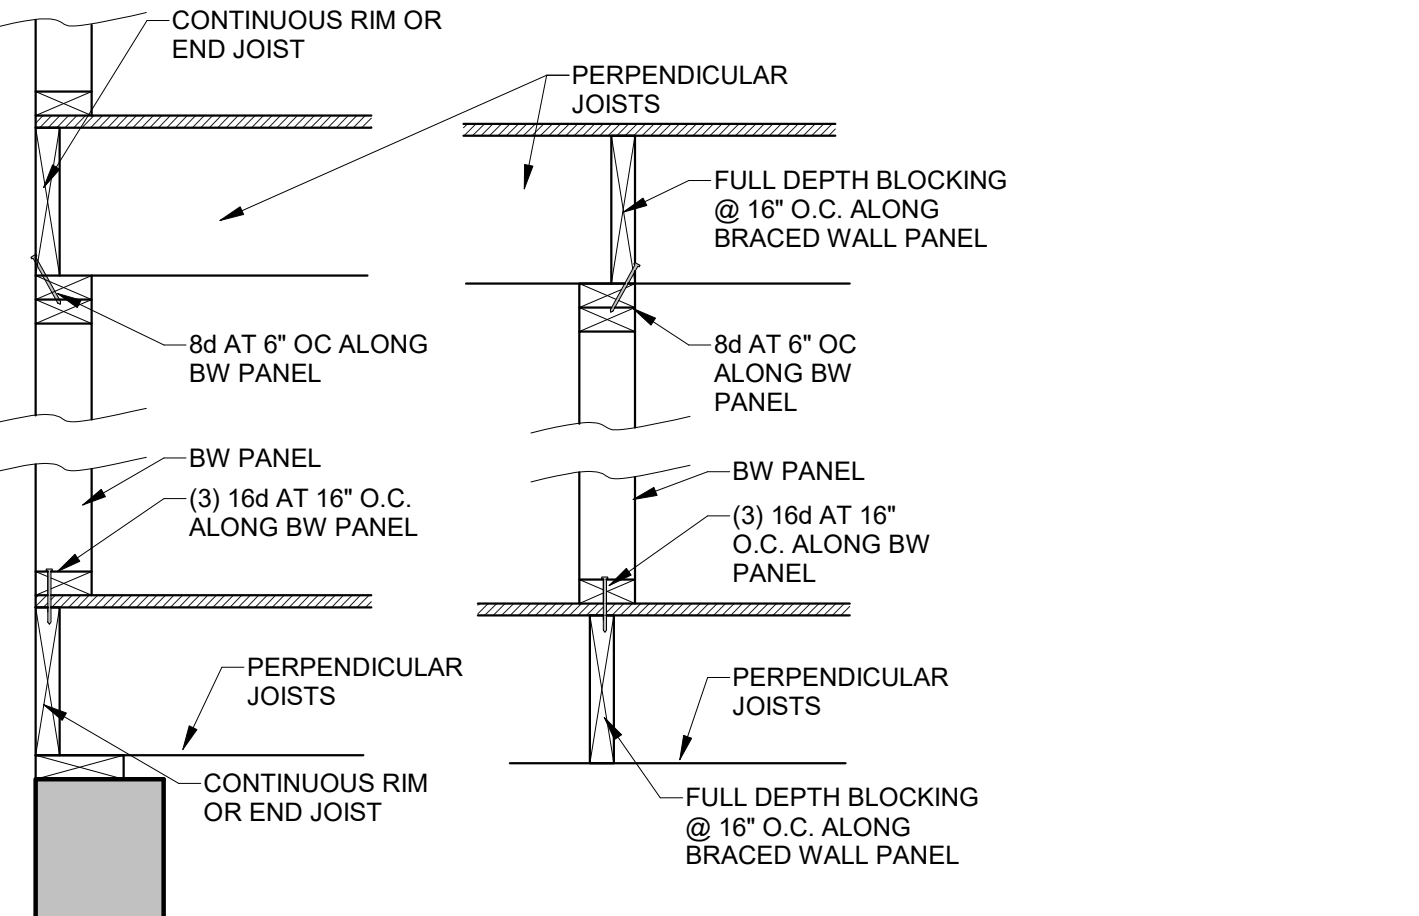 CONTINUOUS RIM OR
END JOIST
PERPENDICULAR
JOISTS
FULL DEPTH BLOCKING
@ 16" O.C. ALONG
BRACED WALL PANEL
8d AT 6" OC ALONG
BW PANEL
8d AT 6" OC
ALONG BW
PANEL
BW PANEL
(3) 16d AT 16" O.C.
ALONG BW PANEL
BW PANEL
(3) 16d AT 16"
O.C. ALONG BW
PANEL
PERPENDICULAR
JOISTS
PERPENDICULAR
JOISTS
CONTINUOUS RIM
OR END JOIST
FULL DEPTH BLOCKING
@ 16" O.C. ALONG
BRACED WALL PANEL